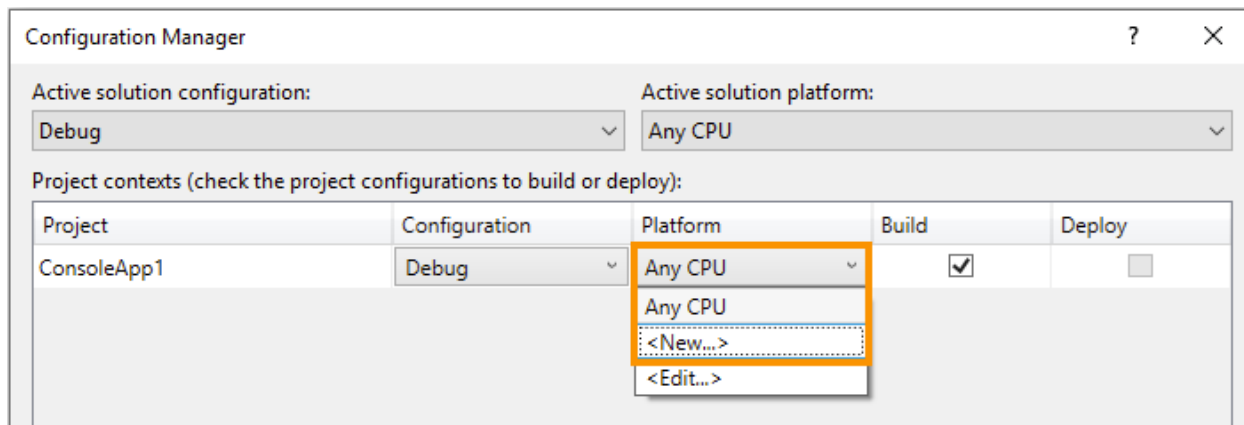 Configuration Manager ?
Active solution configuration: Active solution platform:
Debug Any CPU
Project contexts (check the project configurations to build or deploy):
Project Configuration Platform Build Deploy
ConsoleApp1 Debug Any CPU
Any CPU
<New...>
<Edit...>